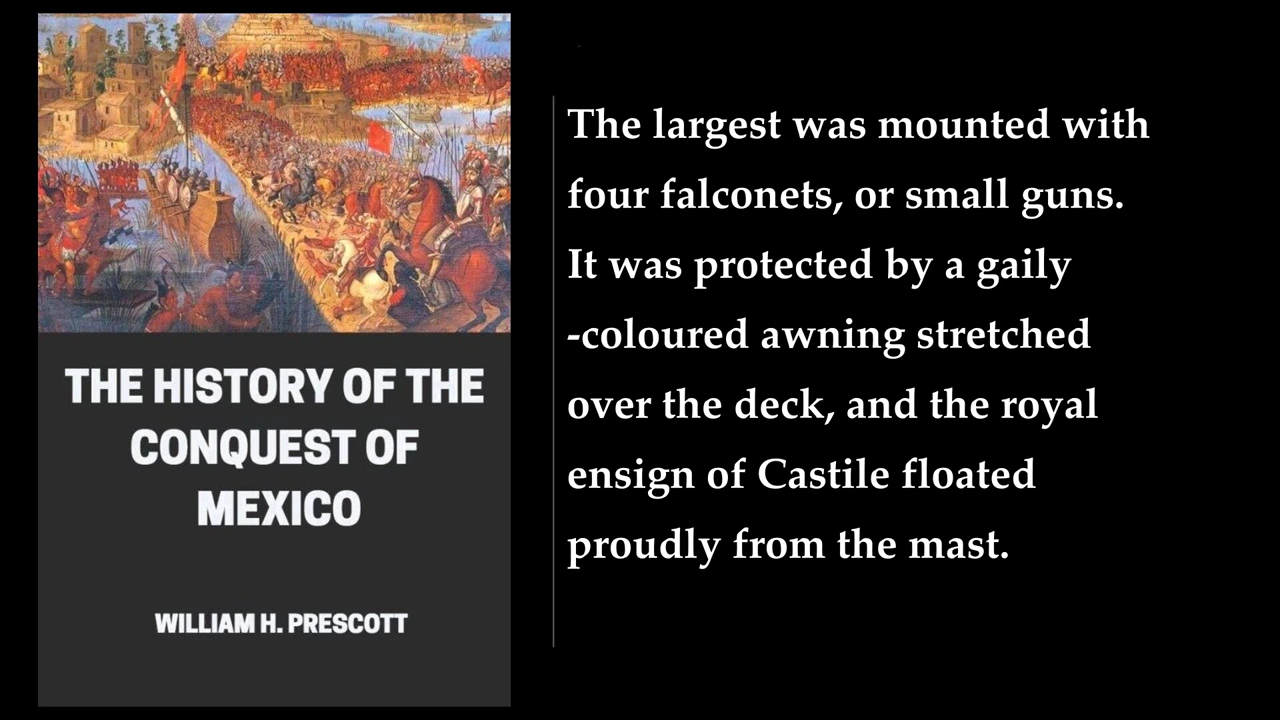 THE HISTORY OF THE
CONQUEST OF
MEXICO
WILLIAM H. PRESCOTT
The largest was mounted with
four falconets, or small guns.
It was protected by a gaily
-coloured awning stretched
over the deck, and the royal
ensign of Castile floated
proudly from the mast.